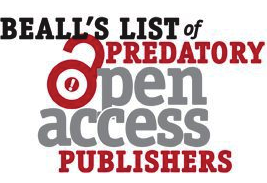 BEALL'S LIST of
PREDATORY
Open
access
PUBLISHERS